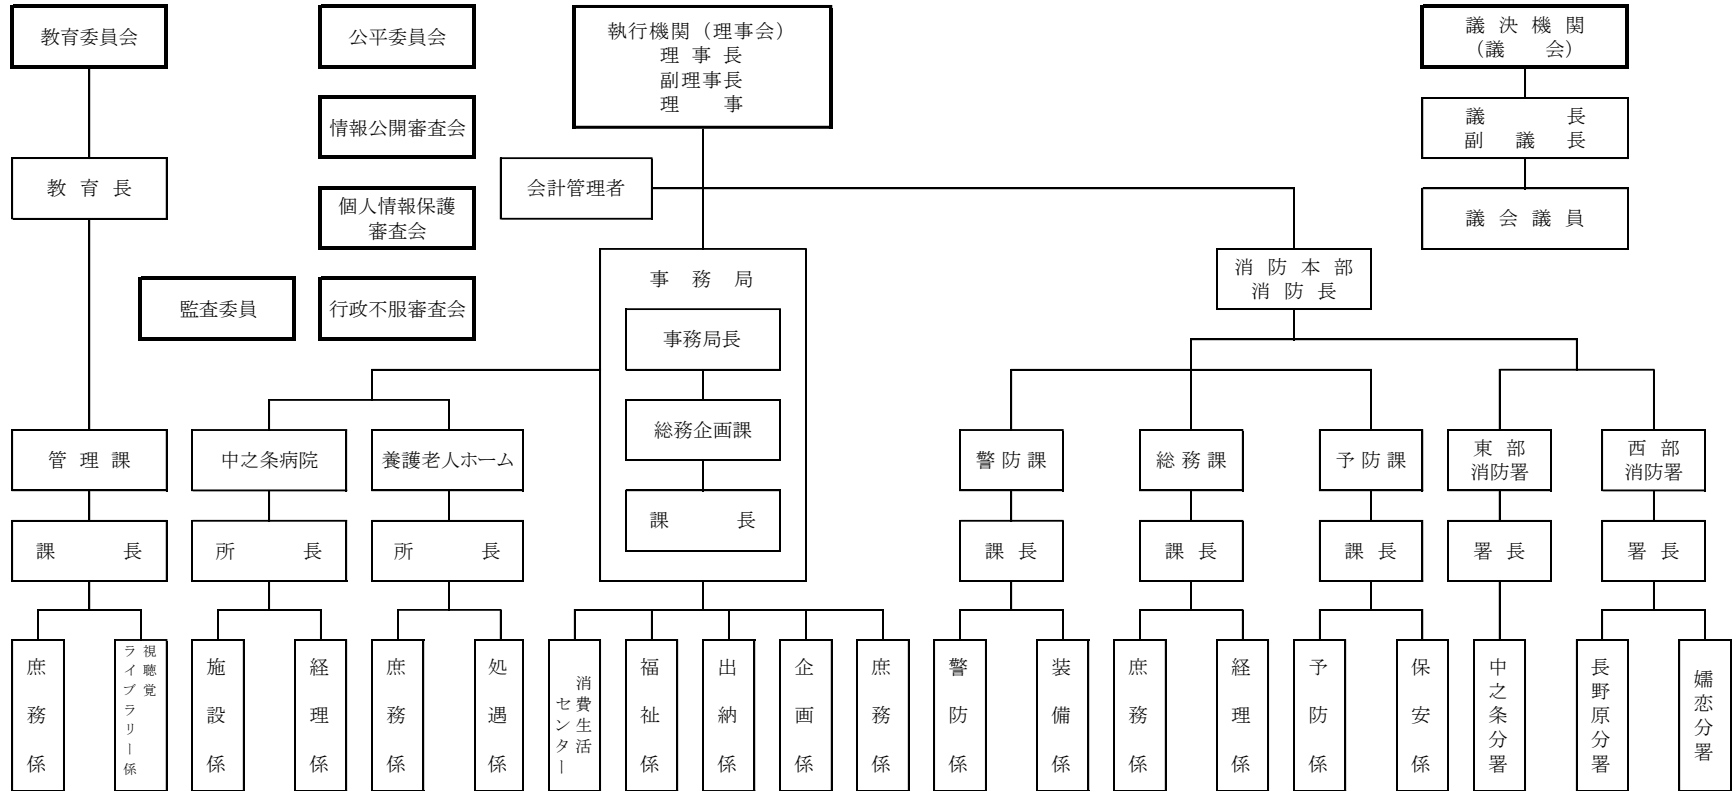 教育委員会
公平委員会
執行機関（理事会）
理事長
副理事長
理事
議決機関
（議会）
情報公開審査会
議長
副議長
教育長
個人情報保護
審査会
会計管理者
議会議員
監査委員
行政不服審査会
事務局
事務局長
総務企画課
課長
消防本部
消防長
管理課
中之条病院
養護老人ホーム
警防課
総務課
予防課
東部
消防署
西部
消防署
課長
所長
所長
課長
課長
課長
署長
署長
庶務係
視聴覚
ライブラリー係
施設係
経理係
庶務係
処遇係
消費生活
センター
福祉係
出納係
企画係
庶務係
警防係
装備係
庶務係
経理係
予防係
保安係
中之条分署
長野原分署
嬬恋分署